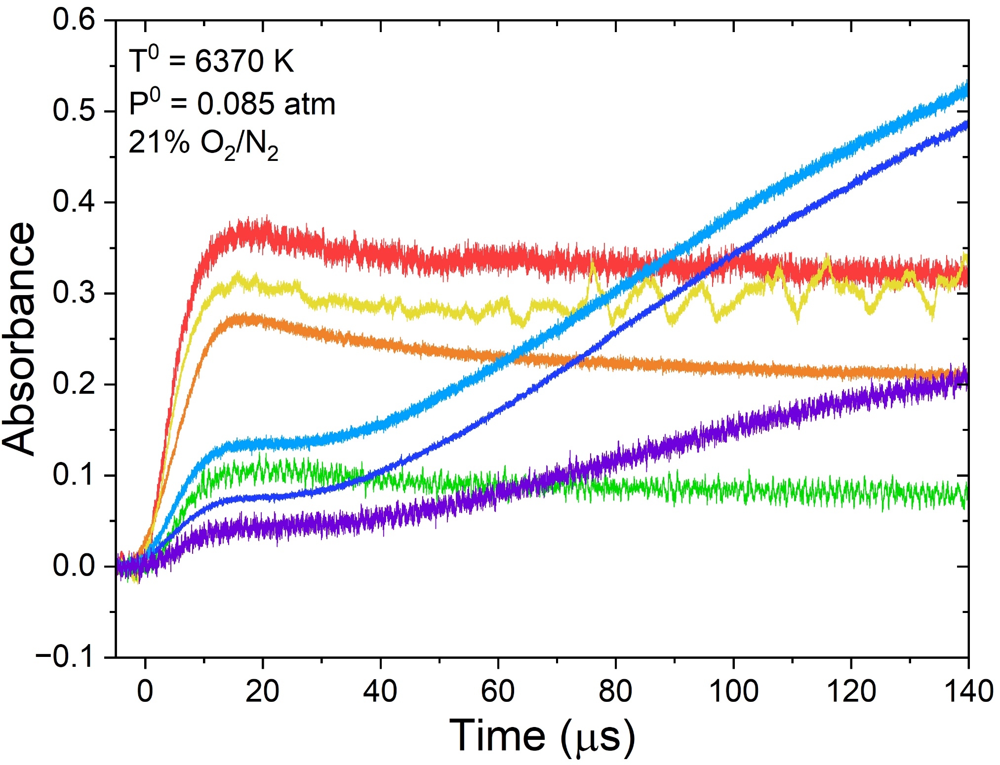 T⁰ = 6370 K
P⁰ = 0.085 atm
21% O₂/N₂
Absorbance
0.6
0.5
0.4
0.3
0.2
0.1
0.0
−0.1
0 20 40 60 80 100 120 140
Time (μs)